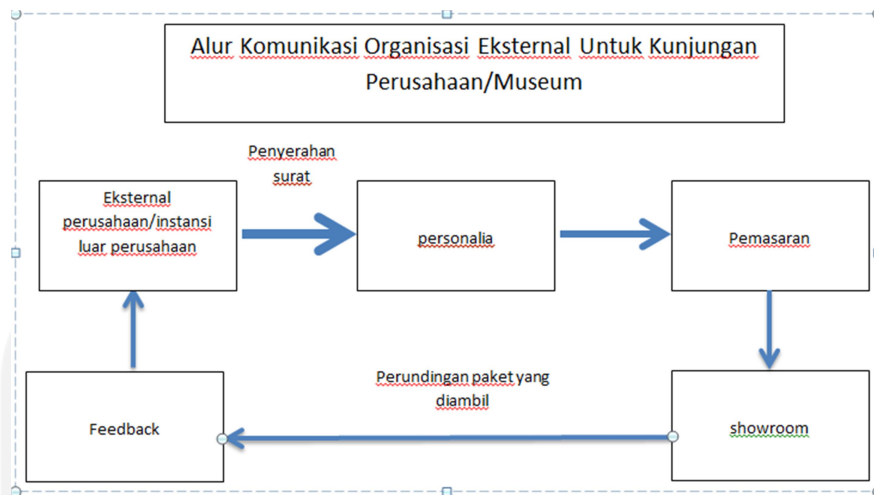 Alur Komunikasi Organisasi Eksternal Untuk Kunjungan
Perusahaan/Museum
Penyerahan
surat
Eksternal
perusahaan/instansi
luar perusahaan
personalia
Pemasaran
Perundingan paket yang
diambil
Feedback
showroom